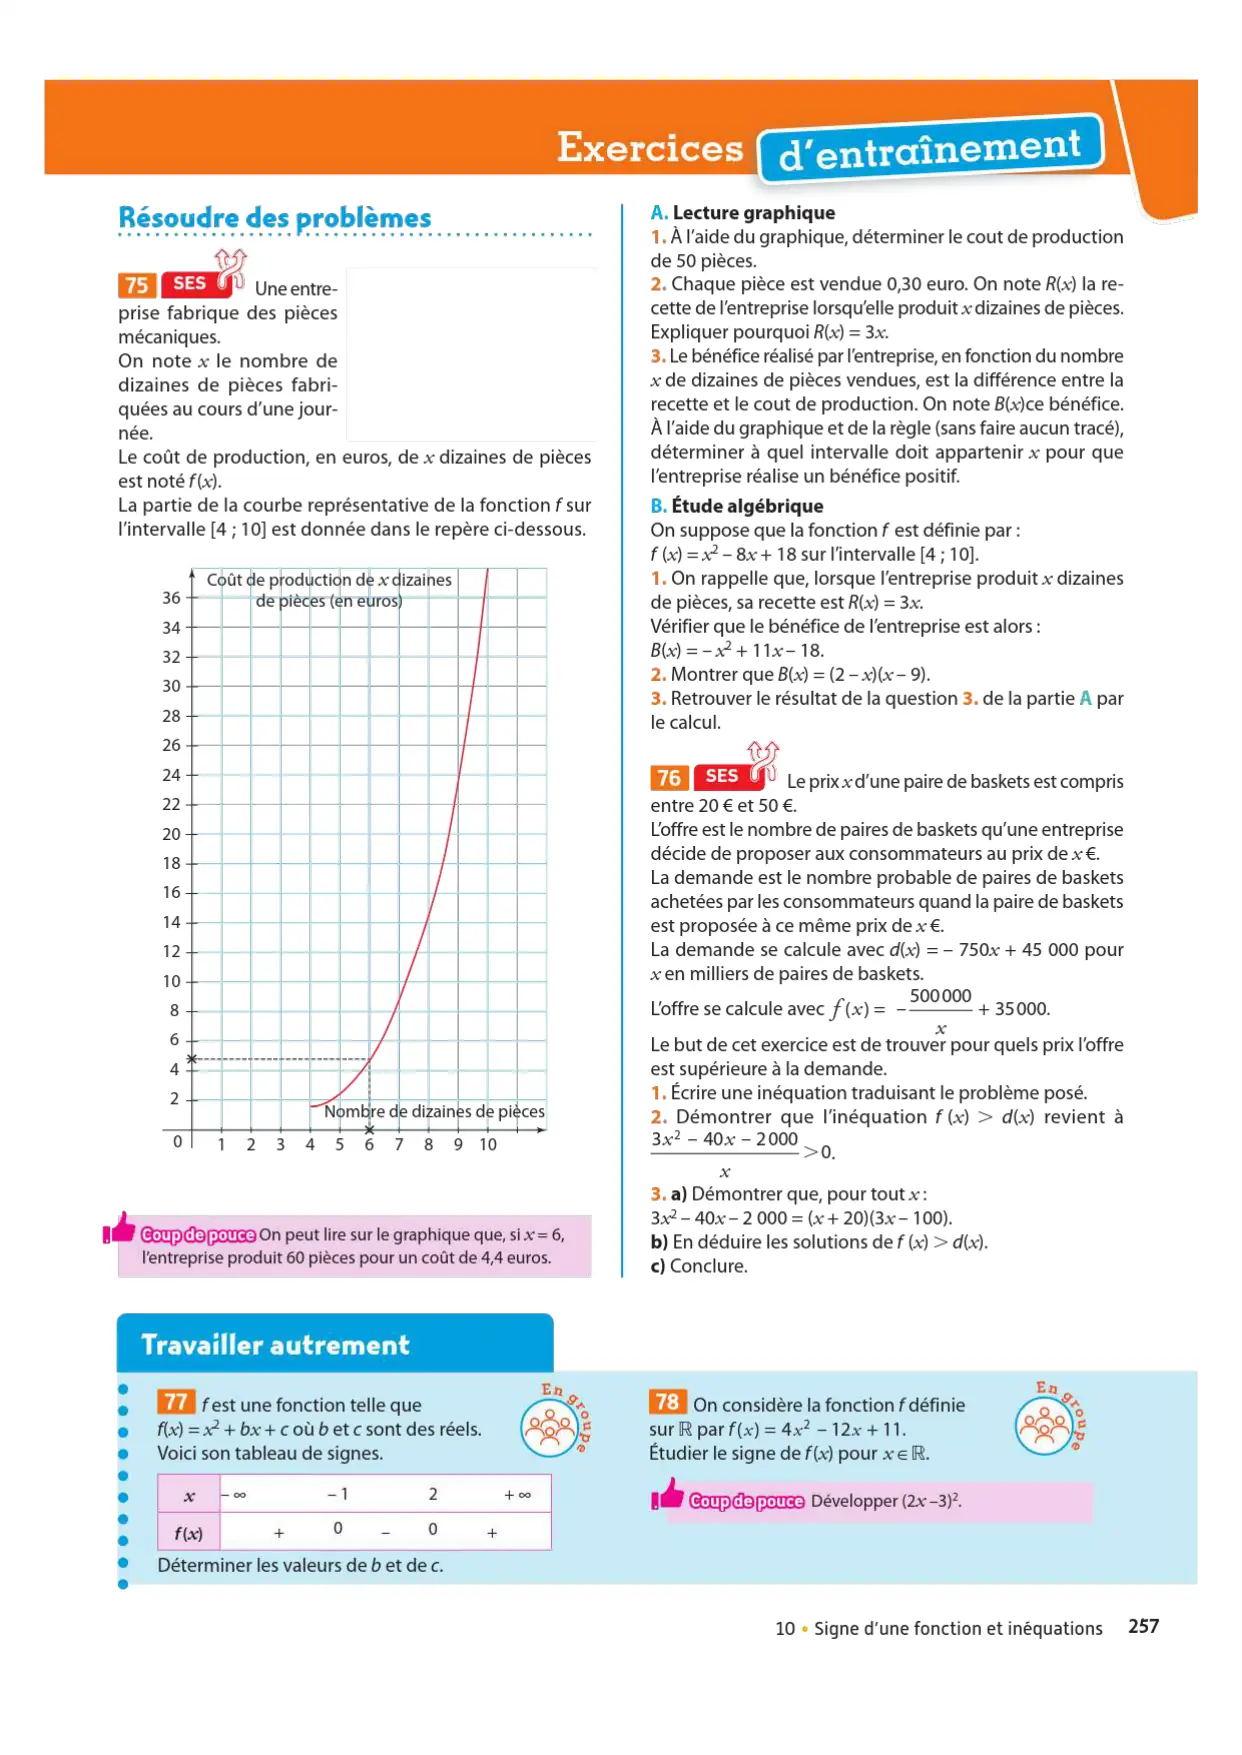 Exercices d'entraînement
Résoudre des problèmes
75 SES Une entre-
prise fabrique des pièces
mécaniques.
On note x le nombre de
dizaines de pièces fabri-
quées au cours d'une jour-
née.
Le coût de production, en euros, de x dizaines de pièces
est noté f (x).
La partie de la courbe représentative de la fonction f sur
l'intervalle [4 ; 10] est donnée dans le repère ci-dessous.
Coût de production de x dizaines
de pièces (en euros)
36
34
32
30
28
26
24
22
20
18
16
14
12
10
8
6
4
2
Nombre de dizaines de pièces
0 1 2 3 4 5 6 7 8 9 10
Coup de pouce On peut lire sur le graphique que, si x = 6,
l'entreprise produit 60 pièces pour un coût de 4,4 euros.
A. Lecture graphique
1. À l'aide du graphique, déterminer le cout de production
de 50 pièces.
2. Chaque pièce est vendue 0,30 euro. On note R(x) la re-
cette de l'entreprise lorsqu'elle produit x dizaines de pièces.
Expliquer pourquoi R(x) = 3x.
3. Le bénéfice réalisé par l'entreprise, en fonction du nombre
x de dizaines de pièces vendues, est la différence entre la
recette et le cout de production. On note B(x)ce bénéfice.
À l'aide du graphique et de la règle (sans faire aucun tracé),
déterminer à quel intervalle doit appartenir x pour que
l'entreprise réalise un bénéfice positif.
B. Étude algébrique
On suppose que la fonction f est définie par :
f (x) = x² – 8x + 18 sur l'intervalle [4 ; 10].
1. On rappelle que, lorsque l'entreprise produit x dizaines
de pièces, sa recette est R(x) = 3x.
Vérifier que le bénéfice de l'entreprise est alors :
B(x) = – x² + 11x – 18.
2. Montrer que B(x) = (2 – x)(x – 9).
3. Retrouver le résultat de la question 3. de la partie A par
le calcul.
76 SES Le prix x d'une paire de baskets est compris
entre 20 € et 50 €.
L'offre est le nombre de paires de baskets qu'une entreprise
décide de proposer aux consommateurs au prix de x €.
La demande est le nombre probable de paires de baskets
achetées par les consommateurs quand la paire de baskets
est proposée à ce même prix de x €.
La demande se calcule avec d(x) = – 750x + 45 000 pour
x en milliers de paires de baskets.
L'offre se calcule avec f (x) = – 500 000 / x + 35 000.
Le but de cet exercice est de trouver pour quels prix l'offre
est supérieure à la demande.
1. Écrire une inéquation traduisant le problème posé.
2. Démontrer que l'inéquation f (x) > d(x) revient à
3x² – 40x – 2 000 / x > 0.
3. a) Démontrer que, pour tout x :
3x² – 40x – 2 000 = (x + 20)(3x – 100).
b) En déduire les solutions de f (x) > d(x).
c) Conclure.
Travailler autrement
77 f est une fonction telle que
f(x) = x² + bx + c où b et c sont des réels.
Voici son tableau de signes.
En groupe
x – ∞ – 1 2 + ∞
f (x) + 0 – 0 +
Déterminer les valeurs de b et de c.
78 On considère la fonction f définie
sur ℝ par f (x) = 4x² – 12x + 11.
Étudier le signe de f (x) pour x ∈ ℝ.
En groupe
Coup de pouce Développer (2x –3)².
10 • Signe d'une fonction et inéquations 257